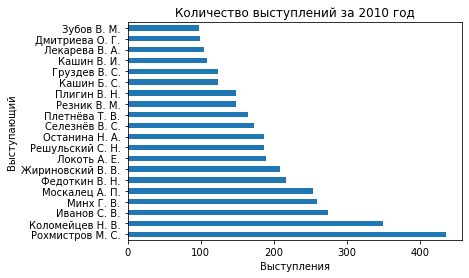 Количество выступлений за 2010 год
Зубов В. М.
Дмитриева О. Г.
Лекарева В. А.
Кашин В. И.
Груздев В. С.
Кашин Б. С.
Плигин В. Н.
Резник В. М.
Плетнёва Т. В.
Селезнёв В. С.
Останина Н. А.
Решульский С. Н.
Локоть А. Е.
Жириновский В. В.
Федоткин В. Н.
Москалец А. П.
Минх Г. В.
Иванов С. В.
Коломейцев Н. В.
Рохмистров М. С.
Выступающий
0 100 200 300 400
Выступления